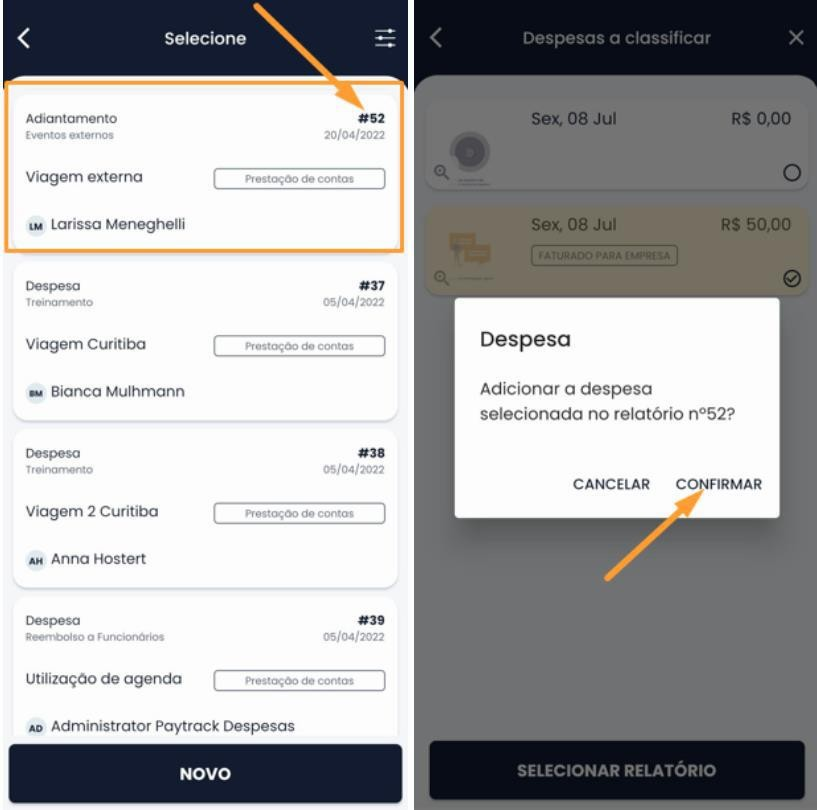 Selecione
Adiantamento #52
Eventos externos 20/04/2022
Viagem externa Prestação de contas
LM Larissa Meneghelli
Despesa #37
Treinamento 05/04/2022
Viagem Curitiba Prestação de contas
BM Bianca Mulhmann
Despesa #38
Treinamento 05/04/2022
Viagem 2 Curitiba Prestação de contas
AH Anna Hostert
Despesa #39
Reembolso a Funcionários 05/04/2022
Utilização de agenda Prestação de contas
AD Administrator Paytrack Despesas
NOVO
Despesas a classificar
Sex, 08 Jul R$ 0,00
Sex, 08 Jul R$ 50,00
FATURADO PARA EMPRESA
Despesa
Adicionar a despesa
selecionada no relatório nº52?
CANCELAR CONFIRMAR
SELECIONAR RELATÓRIO